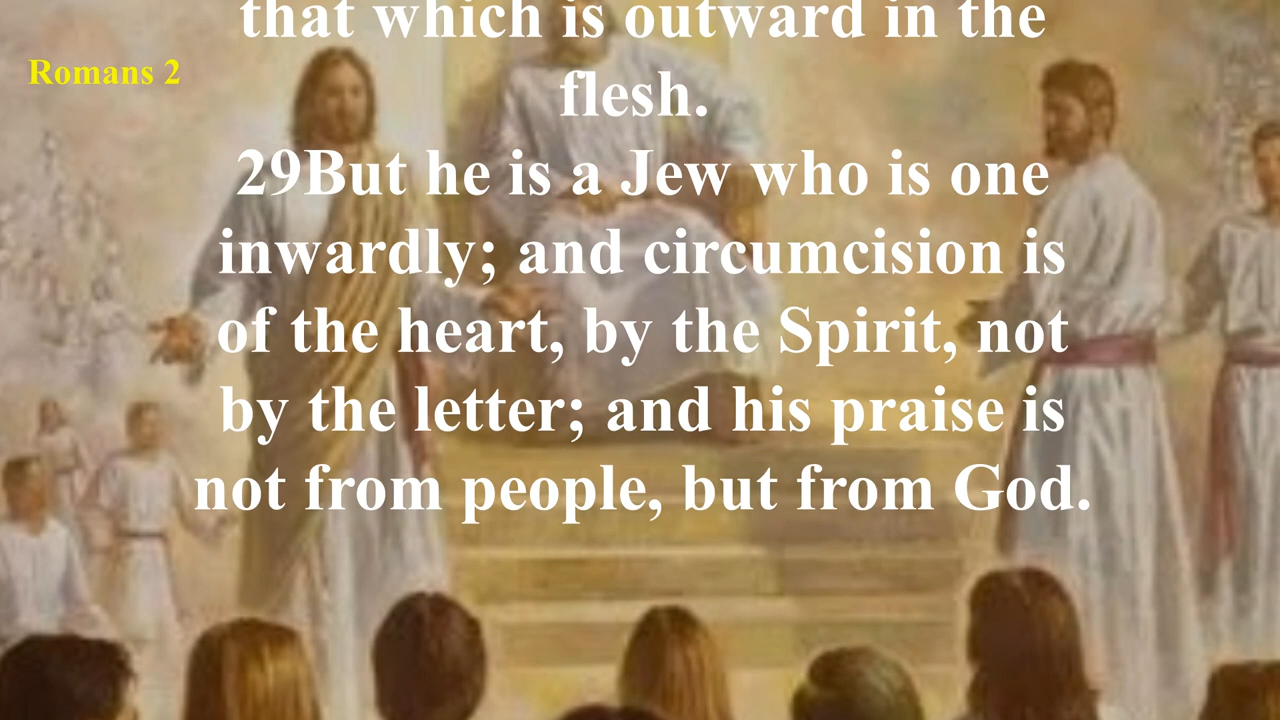 that which is outward in the
Romans 2
flesh.
29But he is a Jew who is one
inwardly; and circumcision is
of the heart, by the Spirit, not
by the letter; and his praise is
not from people, but from God.